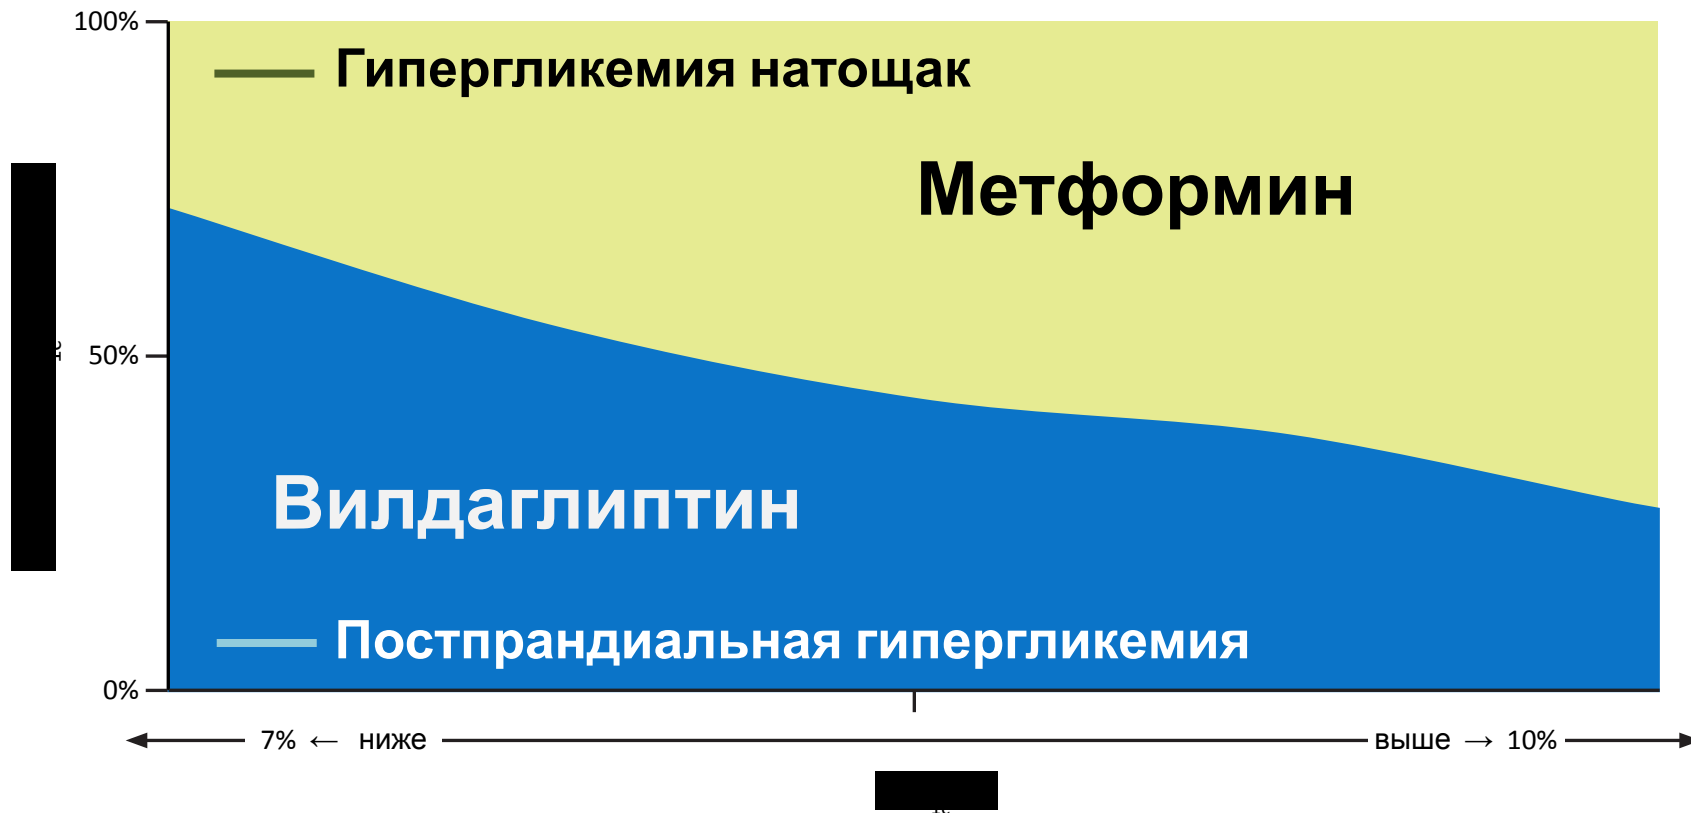 100%
Гипергликемия натощак
Метформин
50%
Вилдаглиптин
Постпрандиальная гипергликемия
0%
7% ← ниже
выше → 10%